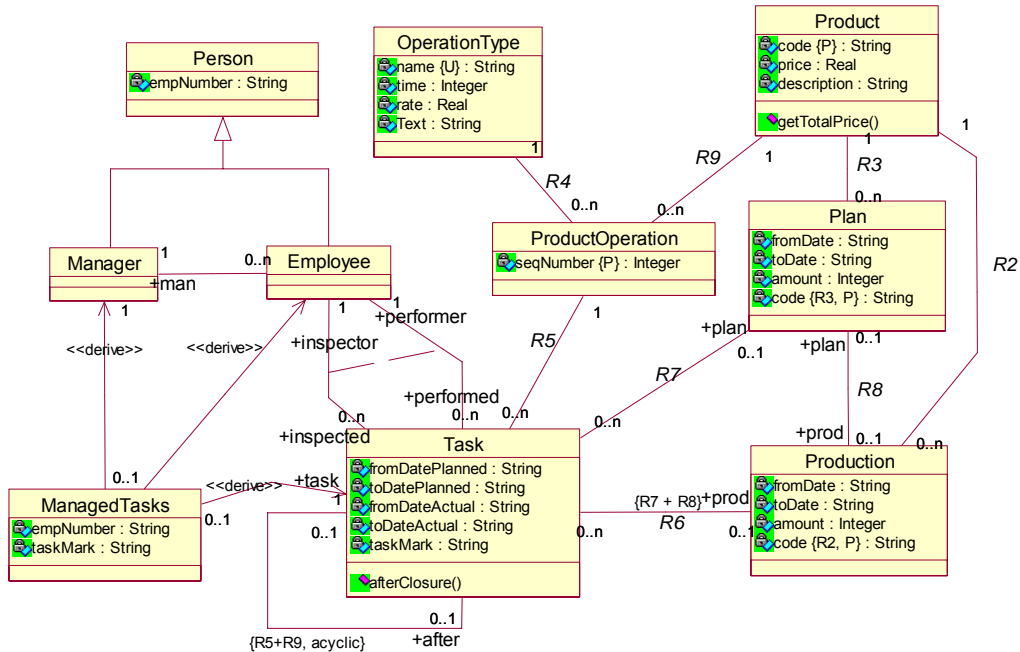 Person
empNumber : String
OperationType
name {U} : String
time : Integer
rate : Real
Text : String
Product
code {P} : String
price : Real
description : String
getTotalPrice()
1
1
1
1
R4
R9
R3
R2
0..n
0..n
0..n
Manager
1
+man
0..n
Employee
ProductOperation
seqNumber {P} : Integer
Plan
fromDate : String
toDate : String
amount : Integer
code {R3, P} : String
1
1
1
+performer
+inspector
<<derive>>
<<derive>>
1
R5
+plan
0..1
+plan
0..1
R7
R8
+performed
0..n
0..n
0..n
0..n
+inspected
+prod
0..1
0..n
Task
fromDatePlanned : String
toDatePlanned : String
fromDateActual : String
toDateActual : String
taskMark : String
afterClosure()
Production
fromDate : String
toDate : String
amount : Integer
code {R2, P} : String
0..1
<<derive>>
+task
1
0..1
ManagedTasks
empNumber : String
taskMark : String
0..1
{R7 + R8}
+prod
R6
0..n
0..1
0..1
+after
{R5+R9, acyclic}